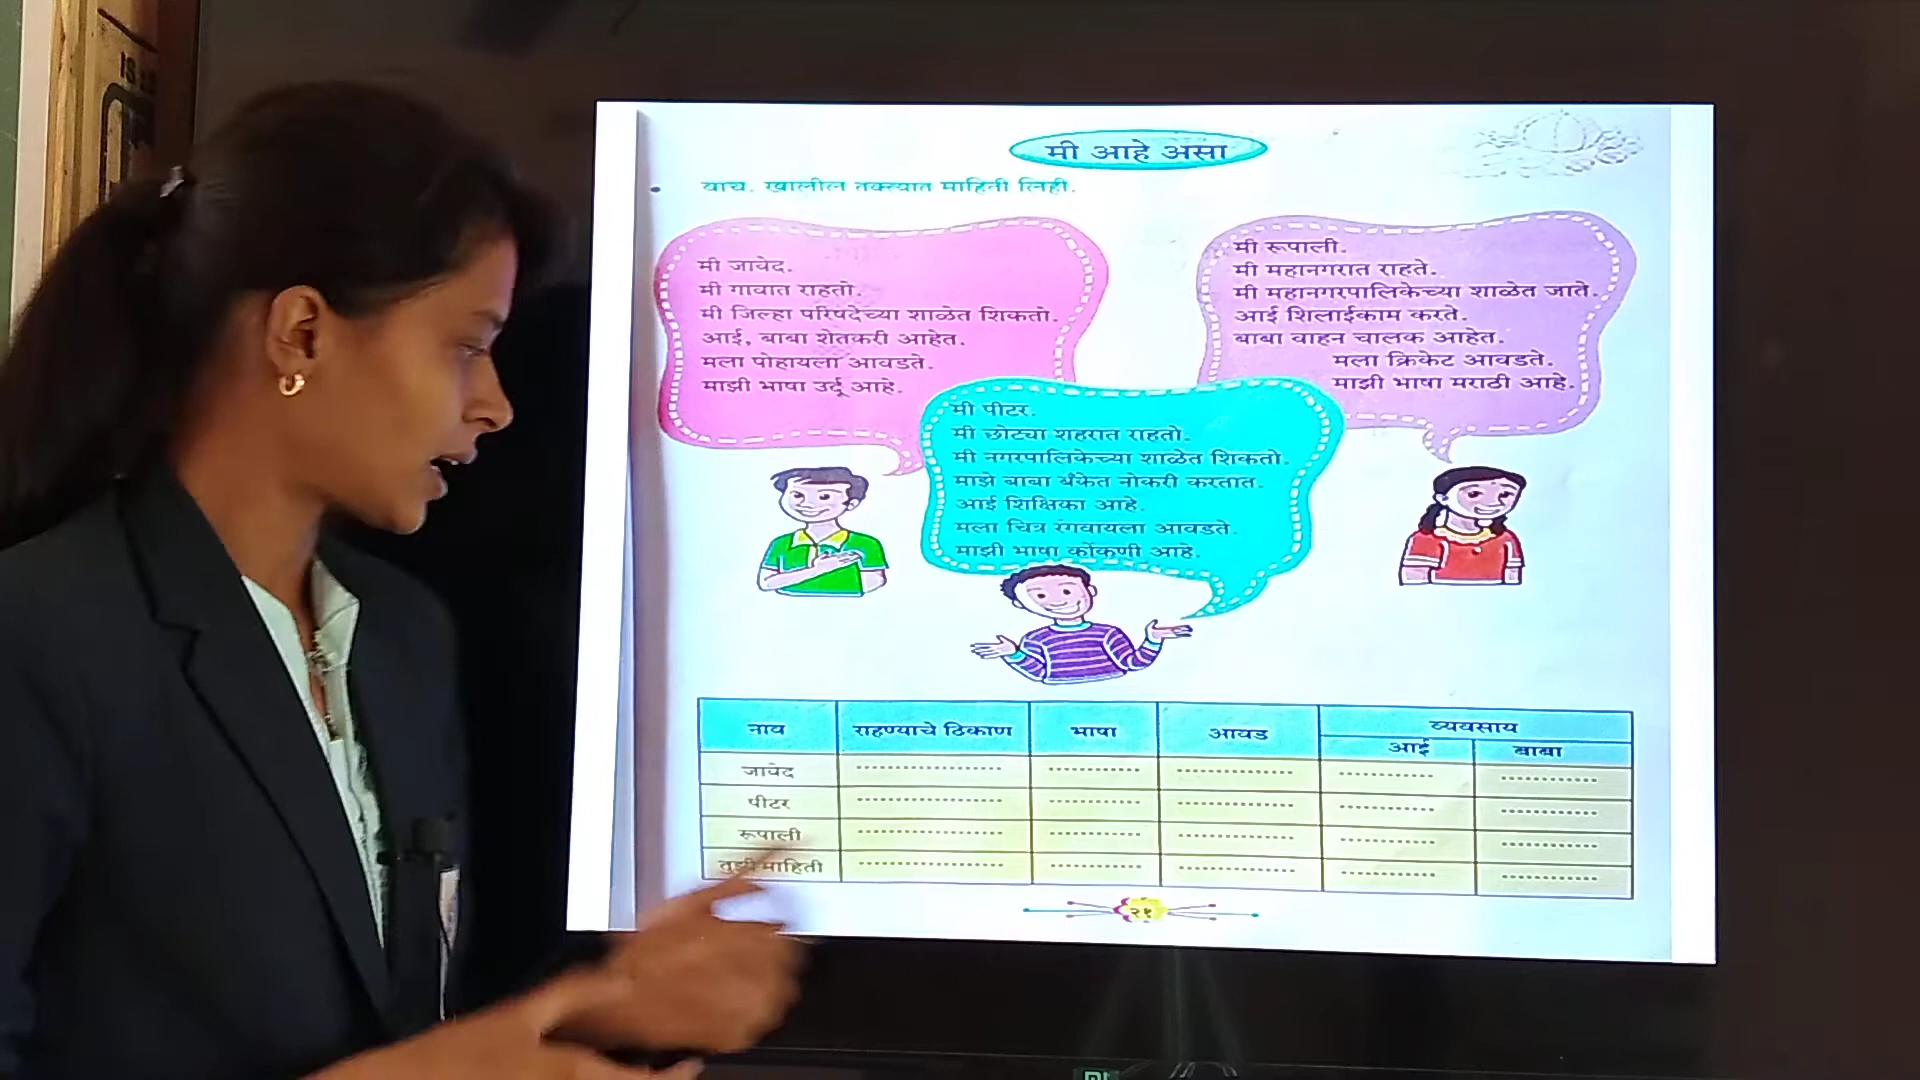 मी आहे असा
वाच. खालील तक्त्यात माहिती लिही.
मी जावेद.
मी गावात राहतो.
मी जिल्हा परिषदेच्या शाळेत शिकतो.
आई, बाबा शेतकरी आहेत.
मला पोहायला आवडते.
माझी भाषा उर्दू आहे.
मी रूपाली.
मी महानगरात राहते.
मी महानगरपालिकेच्या शाळेत जाते.
आई शिलाईकाम करते.
बाबा वाहन चालक आहेत.
मला क्रिकेट आवडते.
माझी भाषा मराठी आहे.
मी पीटर.
मी छोट्या शहरात राहतो.
मी नगरपालिकेच्या शाळेत शिकतो.
माझे बाबा बँकेत नोकरी करतात.
आई शिक्षिका आहे.
मला चित्र रंगवायला आवडते.
माझी भाषा कोंकणी आहे.
नाव राहण्याचे ठिकाण भाषा आवड व्यवसाय
आई बाबा
जावेद
पीटर
रूपाली
तुझी माहिती
२१